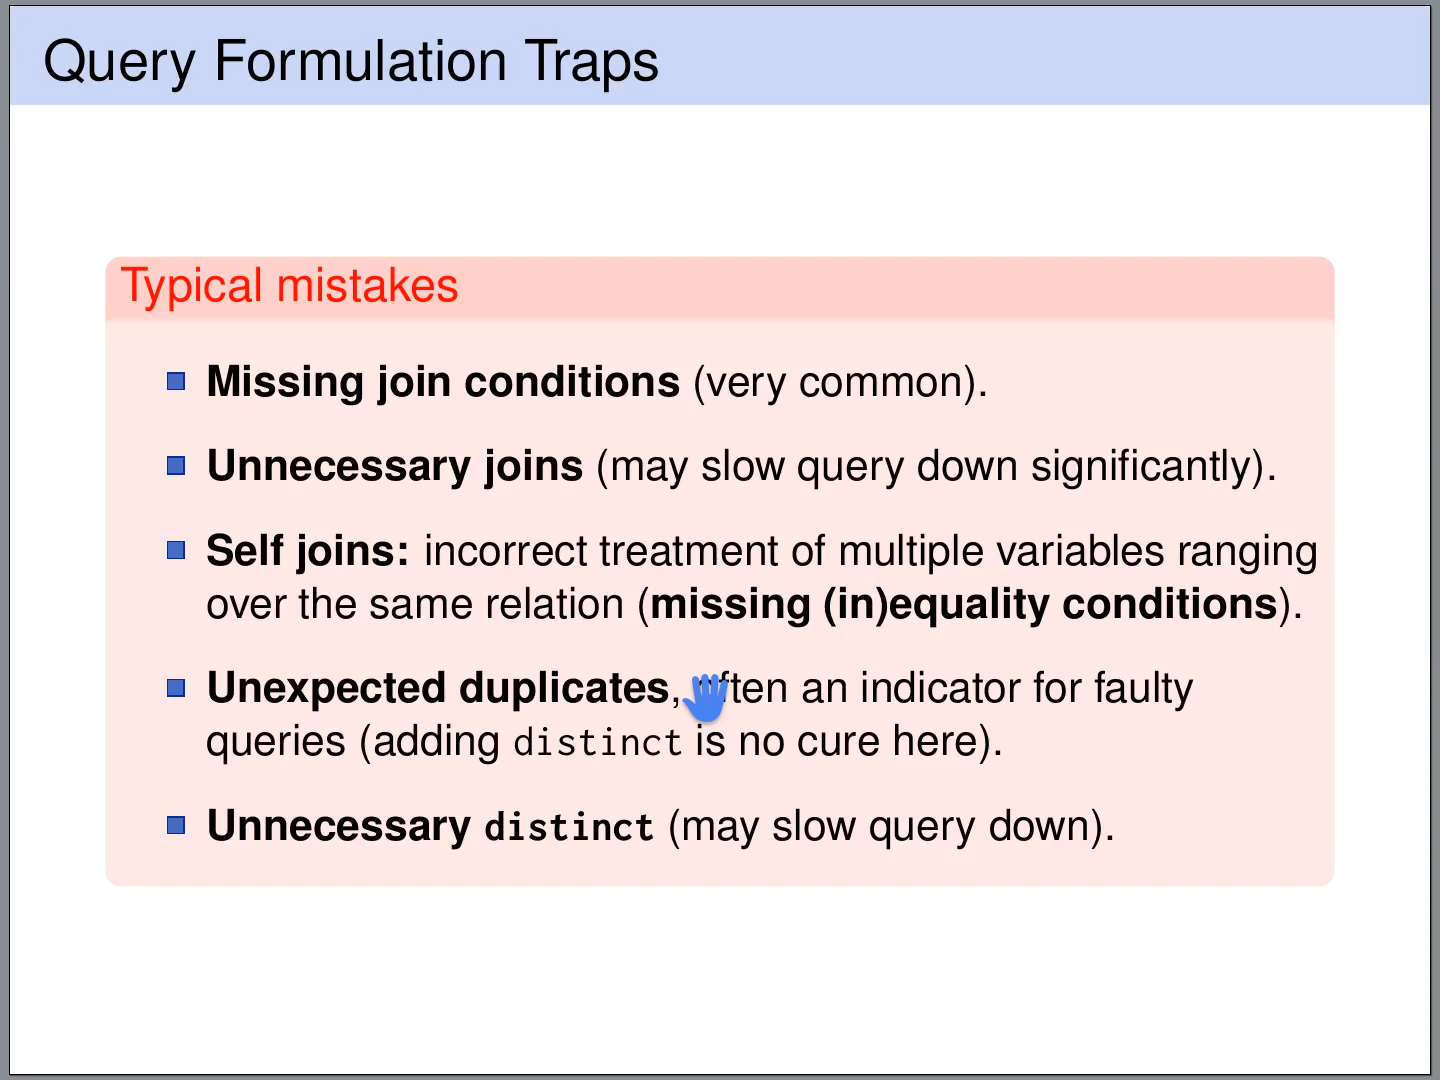 Query Formulation Traps
Typical mistakes
Missing join conditions (very common).
Unnecessary joins (may slow query down significantly).
Self joins: incorrect treatment of multiple variables ranging
over the same relation (missing (in)equality conditions).
Unexpected duplicates, often an indicator for faulty
queries (adding distinct is no cure here).
Unnecessary distinct (may slow query down).